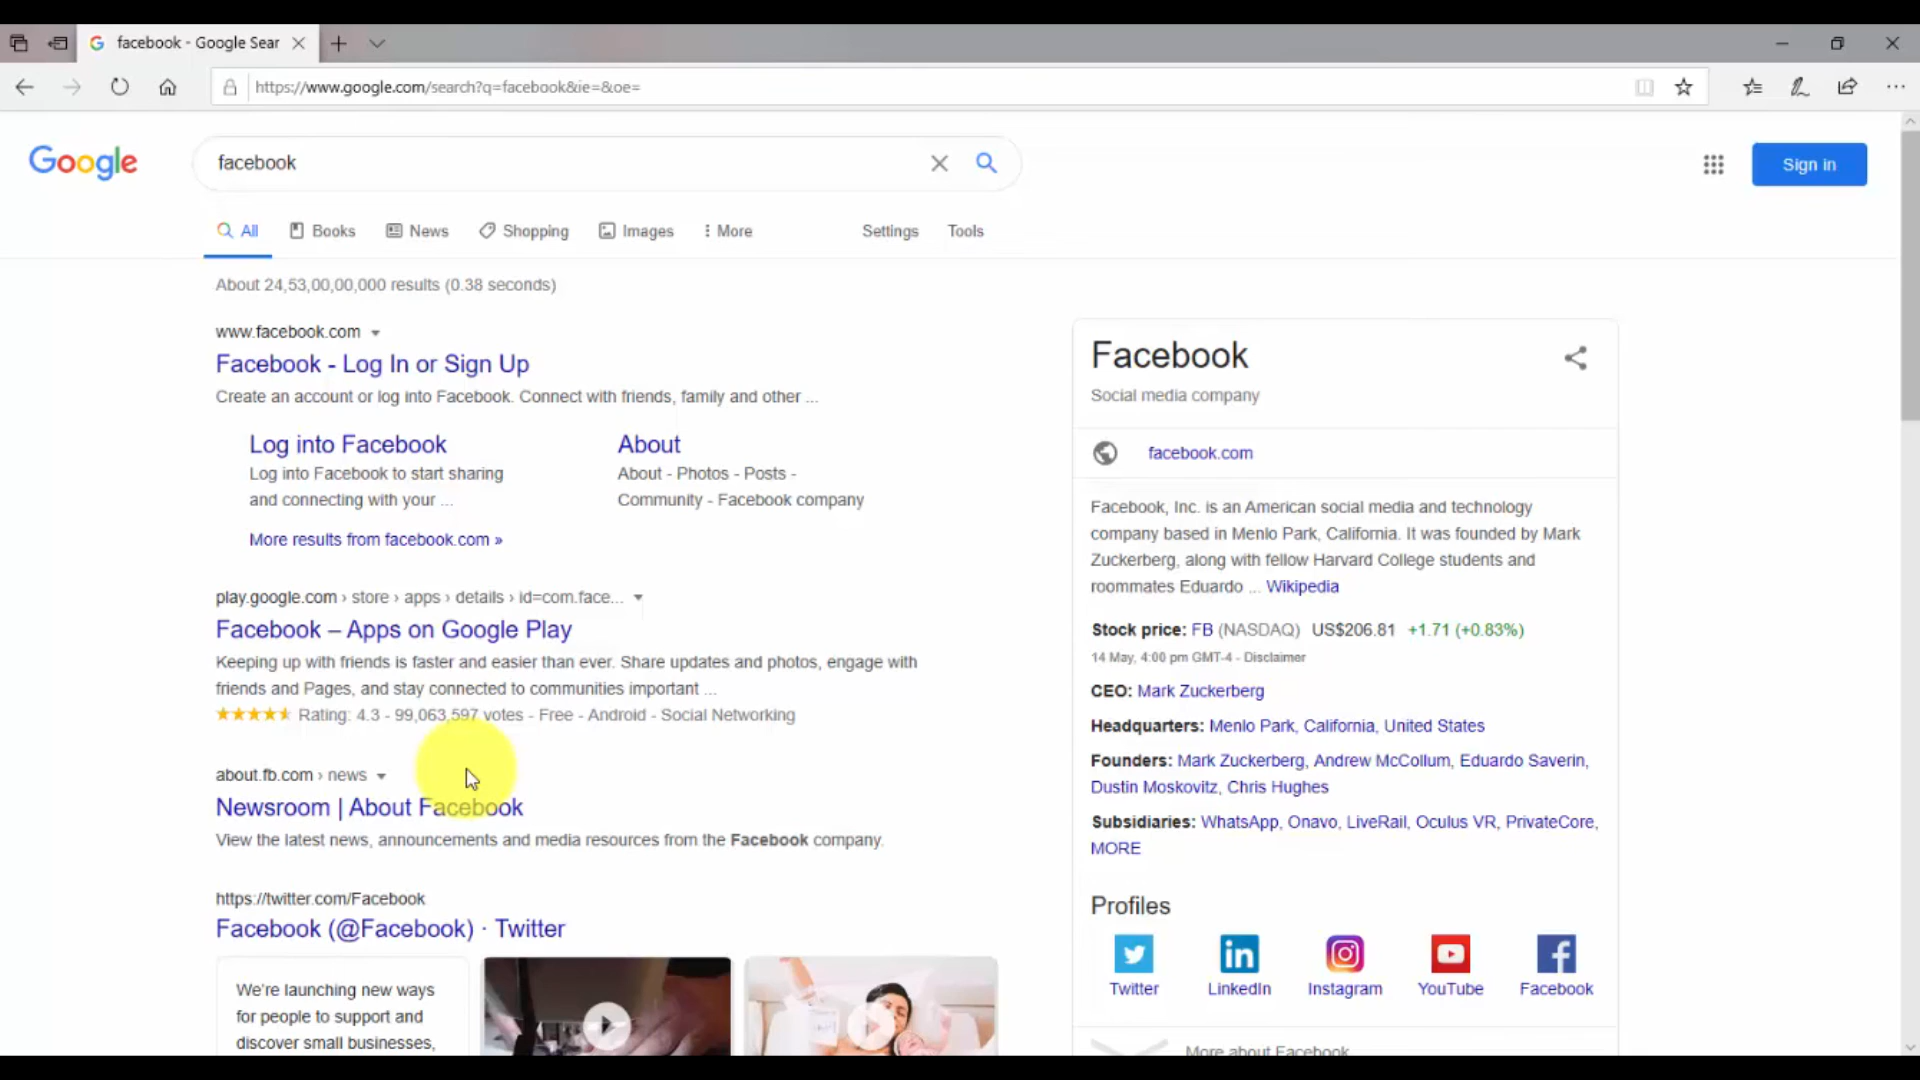 facebook - Google Sear
https://www.google.com/search?q=facebook&ie=&oe=
Google
facebook
Sign in
All
Books
News
Shopping
Images
More
Settings
Tools
About 24,53,00,00,000 results (0.38 seconds)
www.facebook.com
Facebook - Log In or Sign Up
Create an account or log into Facebook. Connect with friends, family and other ...
Log into Facebook
Log into Facebook to start sharing
and connecting with your ...
About
About - Photos - Posts -
Community - Facebook company
More results from facebook.com »
play.google.com › store › apps › details › id=com.face...
Facebook – Apps on Google Play
Keeping up with friends is faster and easier than ever. Share updates and photos, engage with
friends and Pages, and stay connected to communities important ...
Rating: 4.3 - 99,063,597 votes - Free - Android - Social Networking
about.fb.com › news
Newsroom | About Facebook
View the latest news, announcements and media resources from the Facebook company.
https://twitter.com/Facebook
Facebook (@Facebook) · Twitter
We're launching new ways
for people to support and
discover small businesses,
Facebook
Social media company
facebook.com
Facebook, Inc. is an American social media and technology
company based in Menlo Park, California. It was founded by Mark
Zuckerberg, along with fellow Harvard College students and
roommates Eduardo ... Wikipedia
Stock price: FB (NASDAQ) US$206.81 +1.71 (+0.83%)
14 May, 4:00 pm GMT-4 - Disclaimer
CEO: Mark Zuckerberg
Headquarters: Menlo Park, California, United States
Founders: Mark Zuckerberg, Andrew McCollum, Eduardo Saverin,
Dustin Moskovitz, Chris Hughes
Subsidiaries: WhatsApp, Onavo, LiveRail, Oculus VR, PrivateCore,
MORE
Profiles
Twitter
LinkedIn
Instagram
YouTube
Facebook
More about Facebook